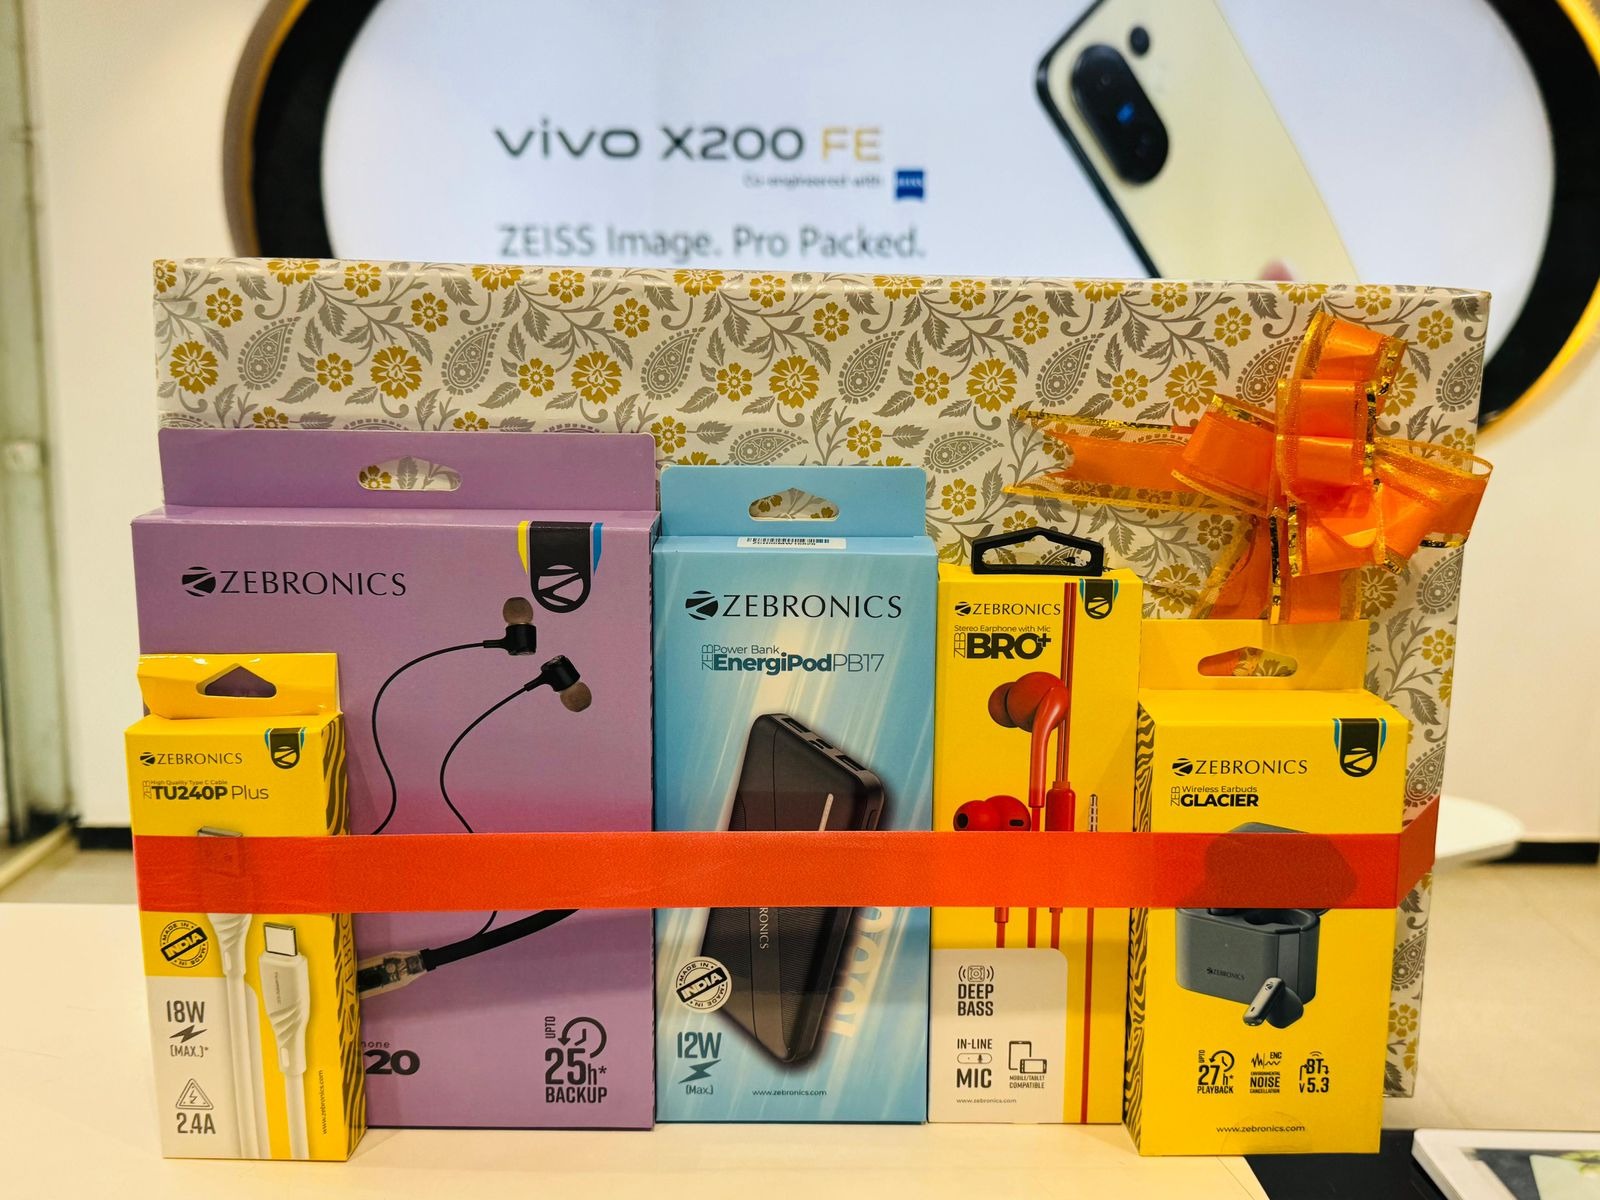 vivo X200 FE
Co-engineered with
ZEISS
ZEISS Image. Pro Packed.
ZEBRONICS
ZEB
High Quality Type C Cable
TU240P Plus
MADE IN
INDIA
18W
[MAX.]*
2.4A
www.zebronics.com
ZEBRONICS
20
UPTO
25h*
BACKUP
ZEBRONICS
ZEB
Power Bank
EnergiPodPB17
MADE IN
INDIA
12W
[Max.]
www.zebronics.com
ZEBRONICS
ZEB
Stereo Earphone with Mic
BRO+
DEEP
BASS
IN-LINE
MIC
MOBILE/TABLET
COMPATIBLE
www.zebronics.com
ZEBRONICS
ZEB
Wireless Earbuds
GLACIER
ZEBRONICS
UPTO
27h*
PLAYBACK
ENC
ENVIRONMENTAL
NOISE
CANCELLATION
BT
v5.3
www.zebronics.com